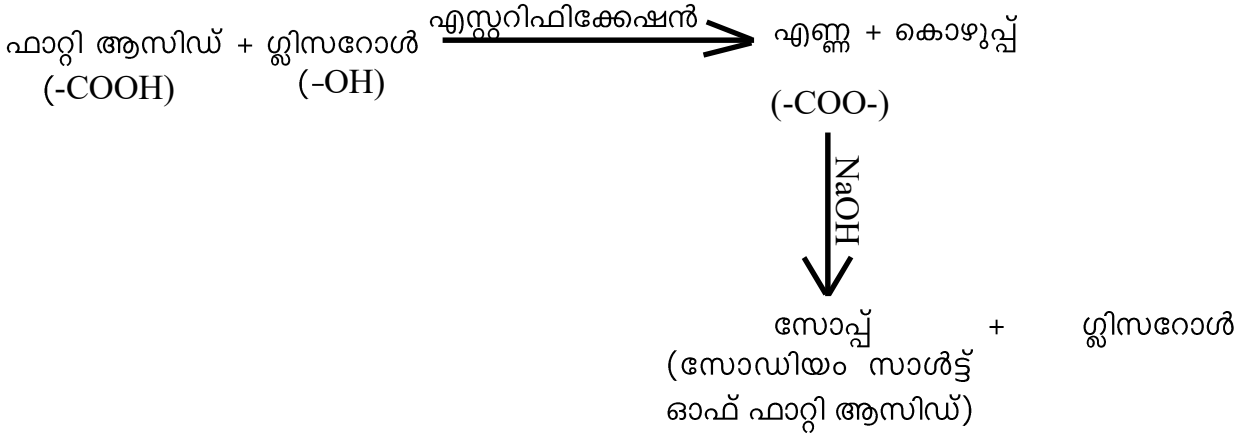 ഫാറ്റി ആസിഡ് + ഗ്ലിസറോൾ എസ്റ്ററിഫിക്കേഷൻ എണ്ണ + കൊഴുപ്പ്
(-COOH) (-OH) (-COO-)
NaOH
സോപ്പ് + ഗ്ലിസറോൾ
(സോഡിയം സാൾട്ട്
ഓഫ് ഫാറ്റി ആസിഡ്)